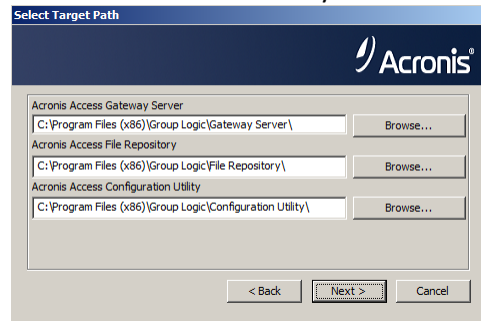 Select Target Path
Acronis®
Acronis Access Gateway Server
C:\Program Files (x86)\Group Logic\Gateway Server\
Browse...
Acronis Access File Repository
C:\Program Files (x86)\Group Logic\File Repository\
Browse...
Acronis Access Configuration Utility
C:\Program Files (x86)\Group Logic\Configuration Utility\
Browse...
< Back
Next >
Cancel